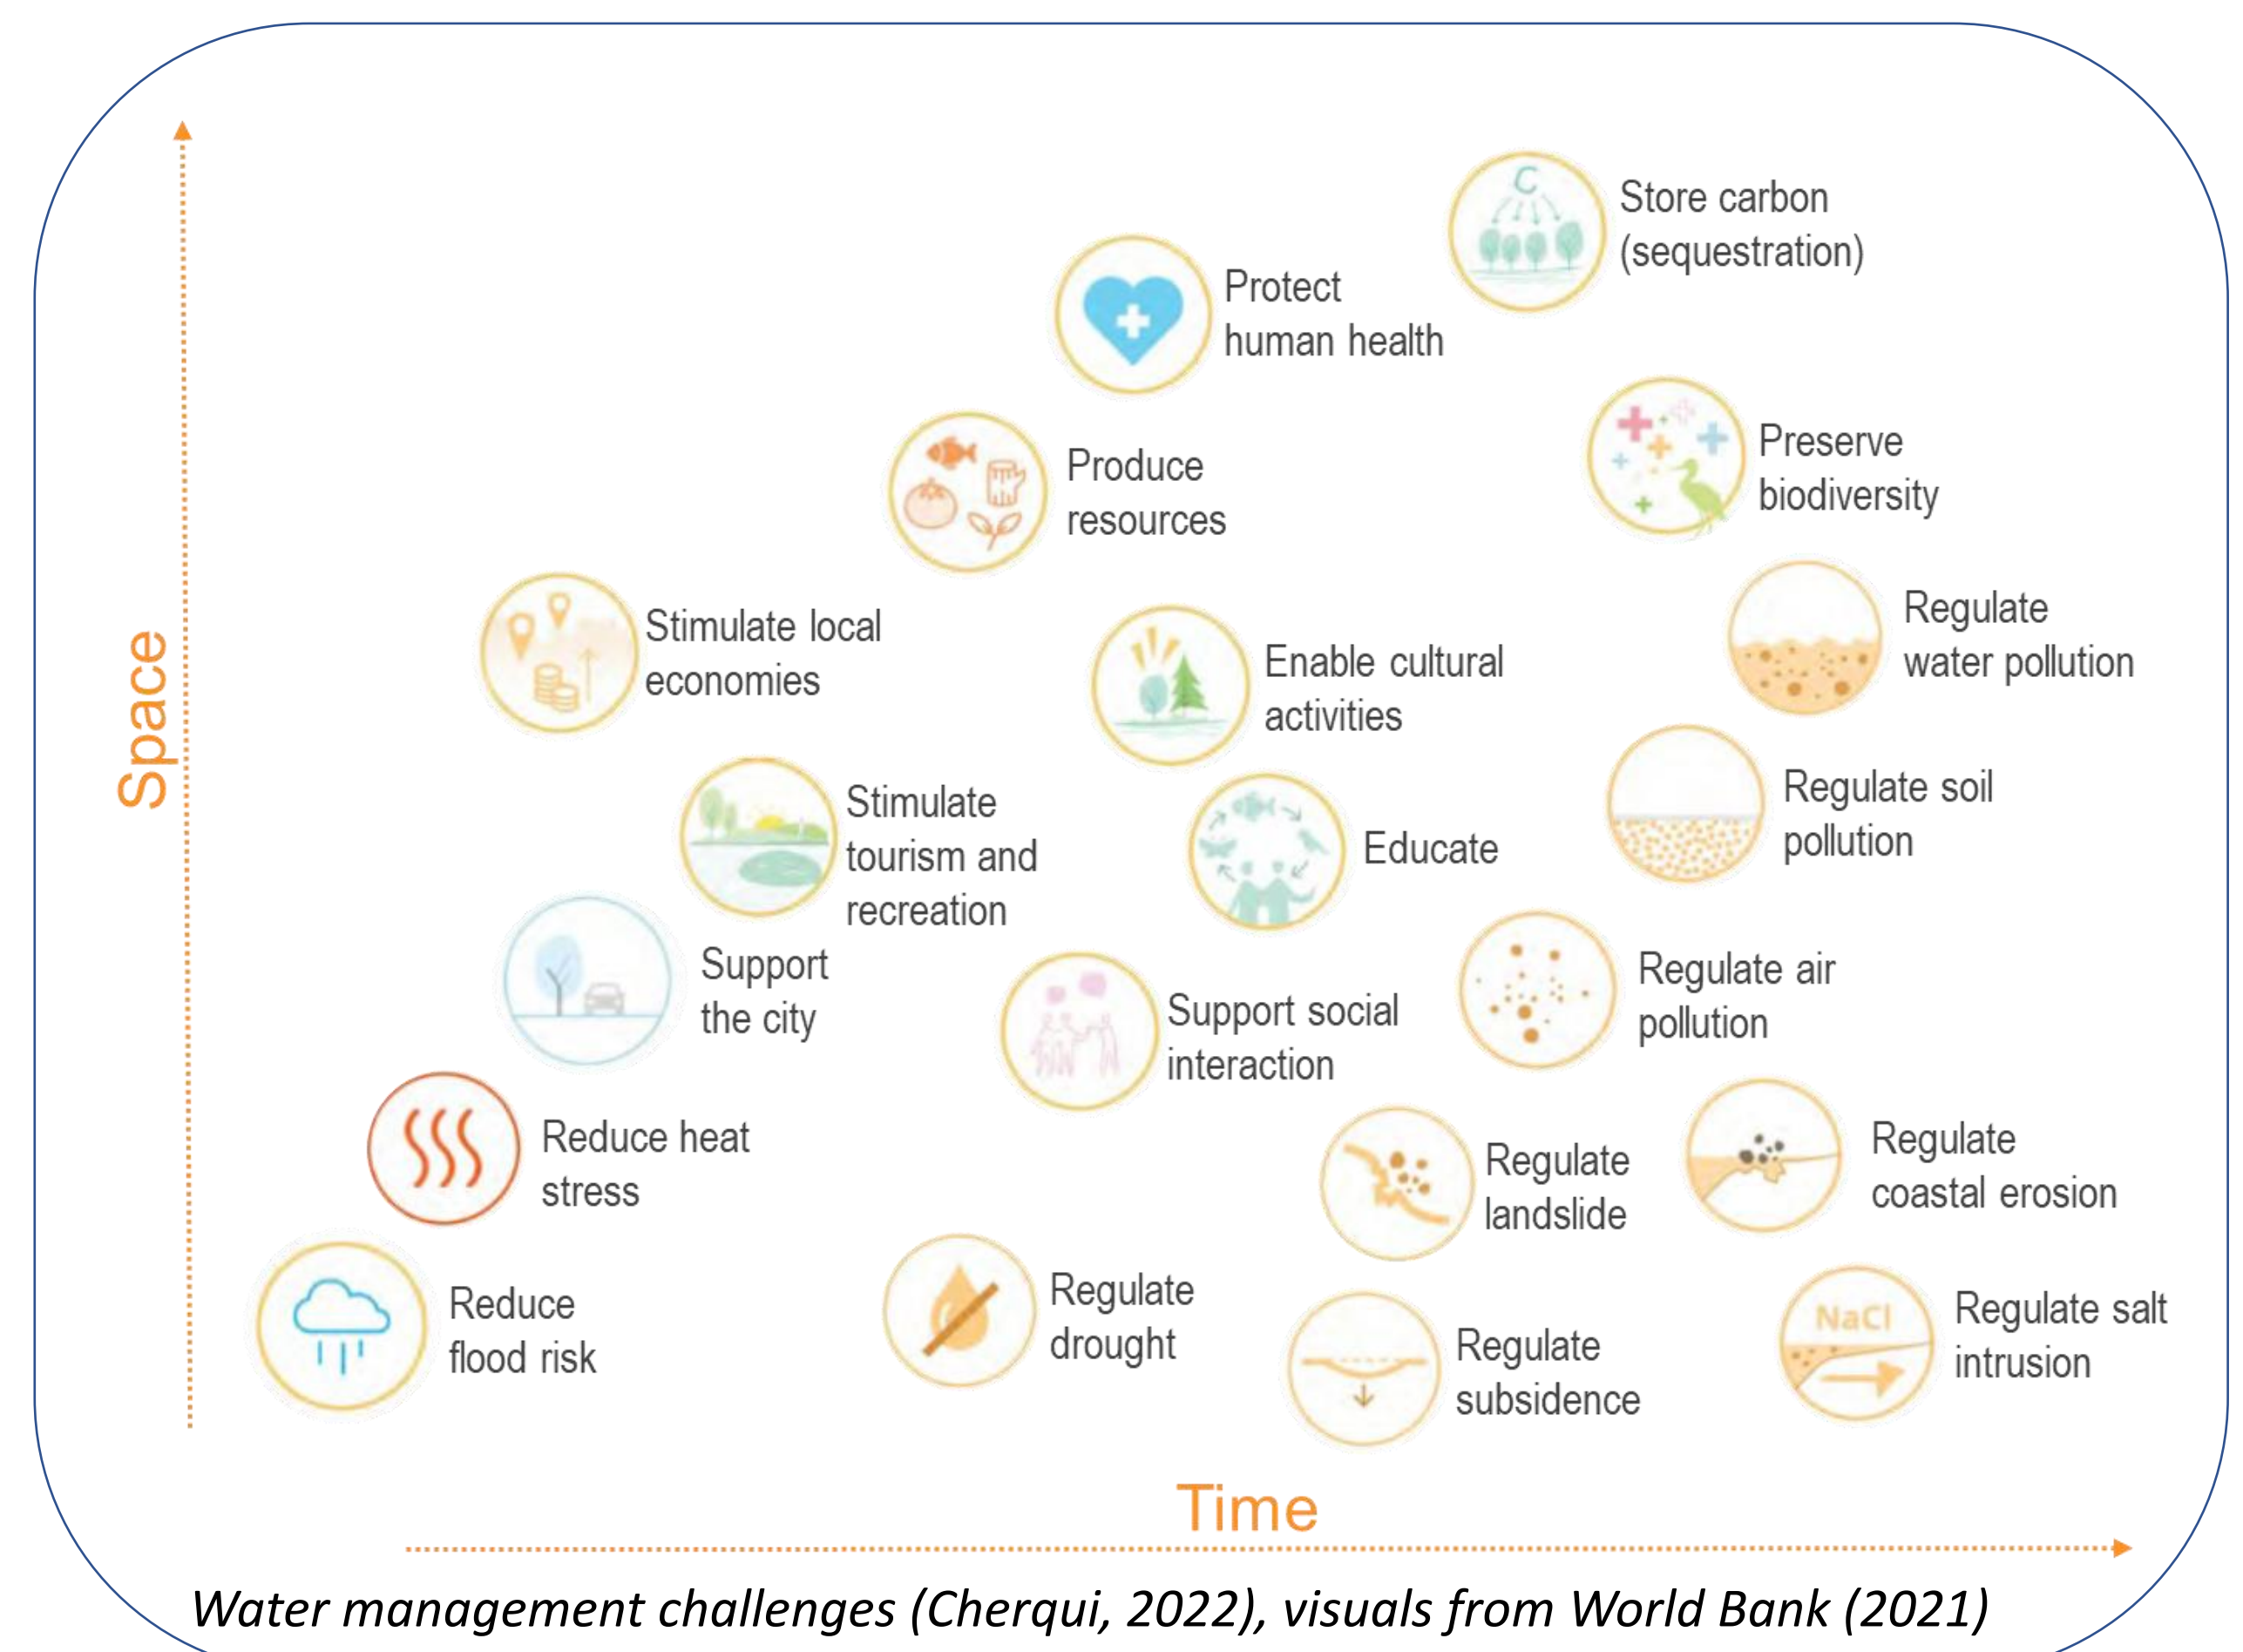 Store carbon
(sequestration)
Protect
human health
Preserve
biodiversity
Produce
resources
Regulate
water pollution
Stimulate local
economies
Enable cultural
activities
Space
Regulate soil
pollution
Stimulate
tourism and
recreation
Educate
Support
the city
Regulate air
pollution
Support social
interaction
Reduce heat
stress
Regulate
landslide
Regulate
coastal erosion
Reduce
flood risk
Regulate
drought
Regulate
subsidence
NaCl
Regulate salt
intrusion
C
Time
Water management challenges (Cherqui, 2022), visuals from World Bank (2021)